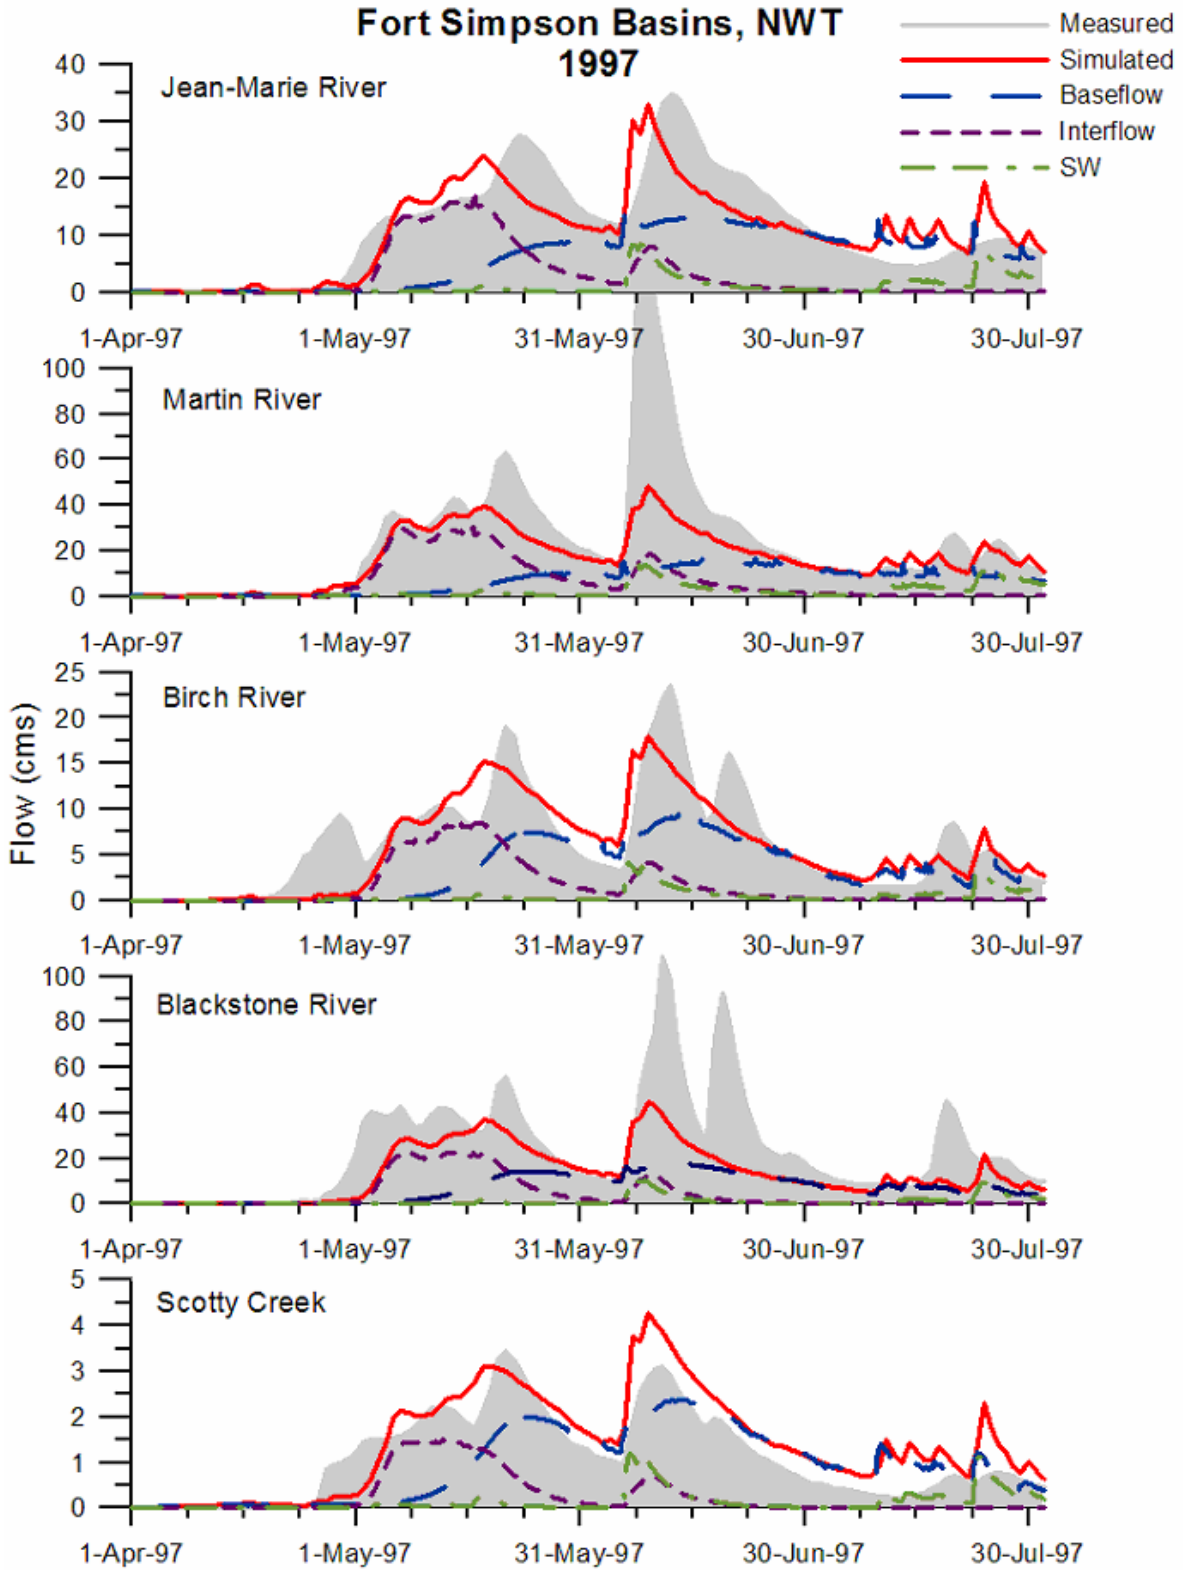 Fort Simpson Basins, NWT
1997
Measured
Simulated
Baseflow
Interflow
SW
Flow (cms)
Jean-Marie River
40
30
20
10
0
1-Apr-97 1-May-97 31-May-97 30-Jun-97 30-Jul-97
Martin River
100
80
60
40
20
0
1-Apr-97 1-May-97 31-May-97 30-Jun-97 30-Jul-97
Birch River
25
20
15
10
5
0
1-Apr-97 1-May-97 31-May-97 30-Jun-97 30-Jul-97
Blackstone River
100
80
60
40
20
0
1-Apr-97 1-May-97 31-May-97 30-Jun-97 30-Jul-97
Scotty Creek
5
4
3
2
1
0
1-Apr-97 1-May-97 31-May-97 30-Jun-97 30-Jul-97